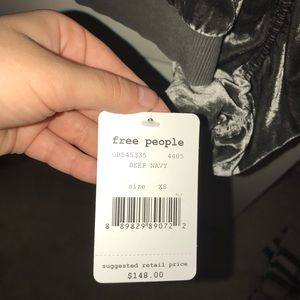 free people
OB545335 4405
DEEP NAVY
size XS
8 89829 89072 2
suggested retail price
$148.00